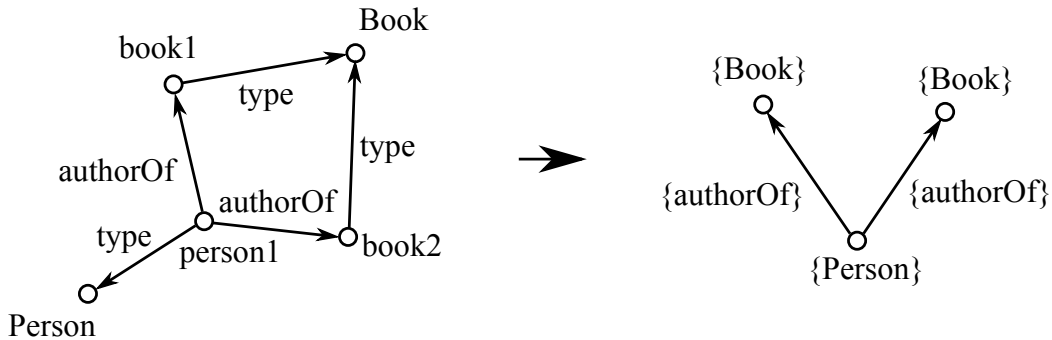 Book
book1
type
authorOf
type
authorOf
type
person1
book2
Person
{Book}
{Book}
{authorOf}
{authorOf}
{Person}